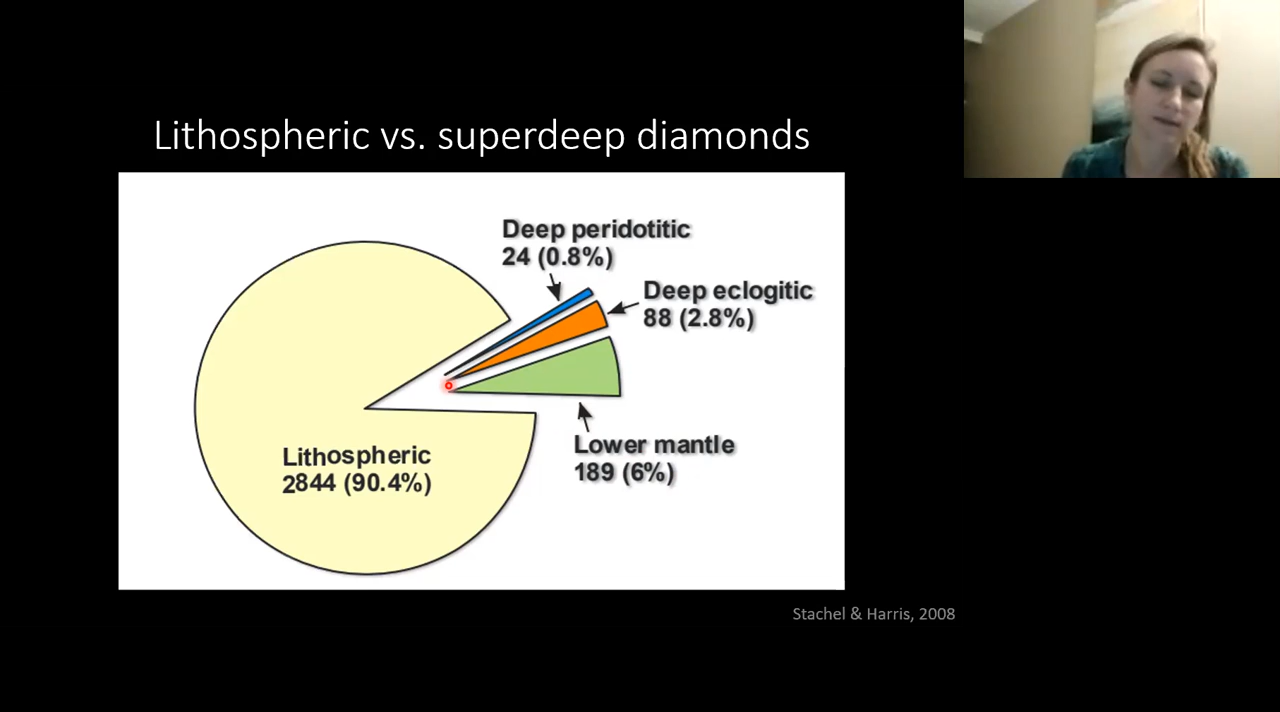 Lithospheric vs. superdeep diamonds
Deep peridotitic
24 (0.8%)
Deep eclogitic
88 (2.8%)
Lower mantle
189 (6%)
Lithospheric
2844 (90.4%)
Stachel & Harris, 2008